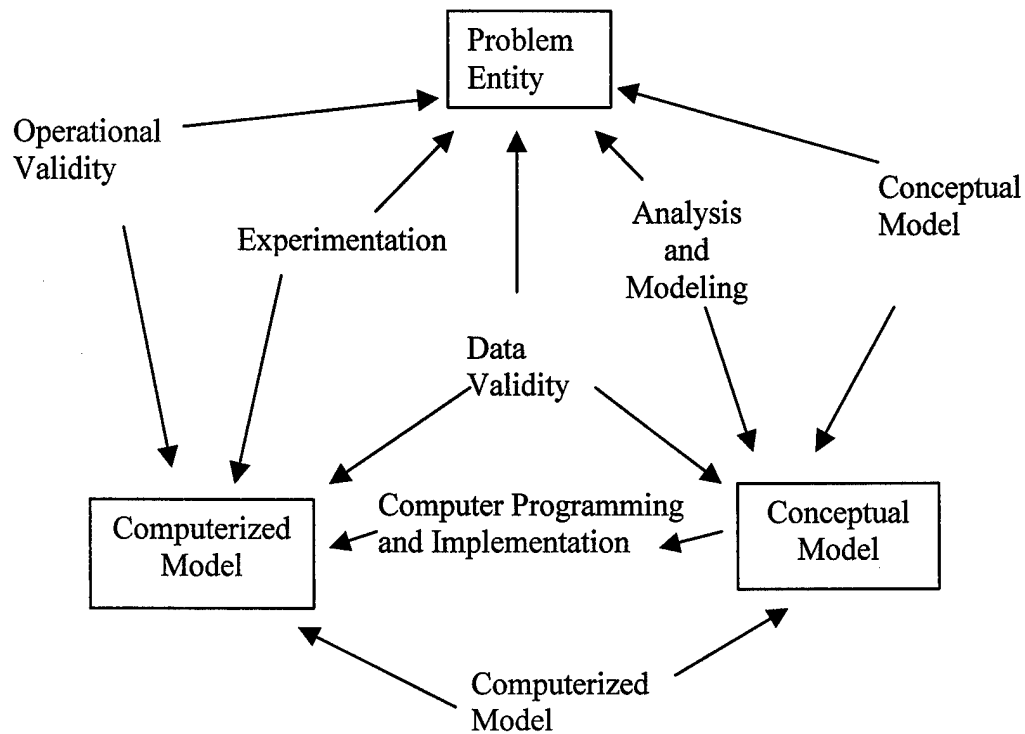 Problem
Entity
Operational
Validity
Conceptual
Model
Experimentation
Analysis
and
Modeling
Data
Validity
Computerized
Model
Computer Programming
and Implementation
Conceptual
Model
Computerized
Model